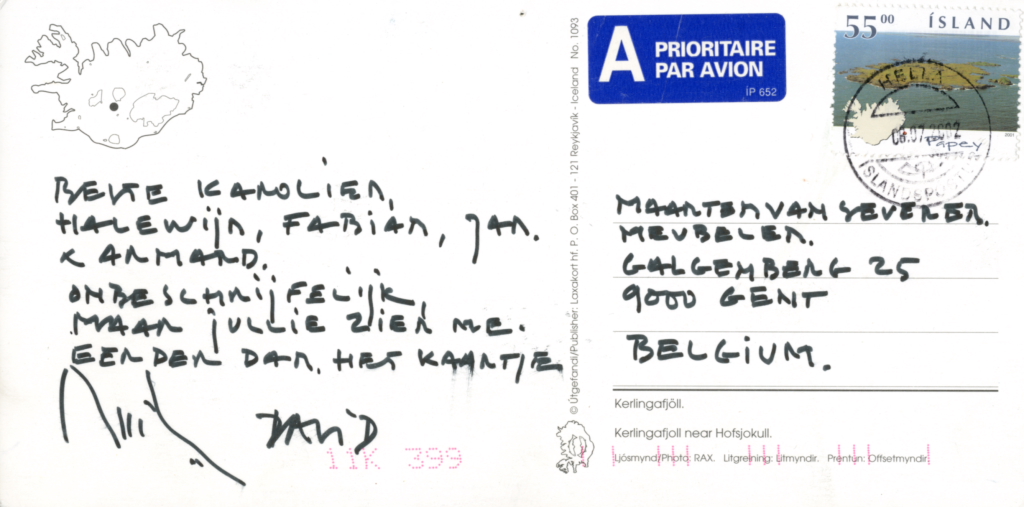 BESTE KAROLIEN,
HALEWIJN, FABIAN, JAN.
& ARMAND.
ONBESCHRIJFELIJK,
MAAR JULLIE ZIEN ME.
EERDER DAN. HET KAARTJE
DAVID
11K 399
© Útgefandi/Publisher: Laxakort hf. P. O. Box 401 - 121 Reykjavík - Iceland No. 1093
A PRIORITAIRE
PAR AVION
ÍP 652
55.00 ÍSLAND
Papey
HELLA
08.07.2002
ÍSLANDSPÓSTUR
MAARTEN VAN SEVEREN.
MEUBELEN.
GALGENBERG 25
9000 GENT
BELGIUM.
Kerlingafjöll.
Kerlingafjoll near Hofsjokull.
Ljósmynd/Photo: RAX. Litgreining: Litmyndir. Prentun: Offsetmyndir.